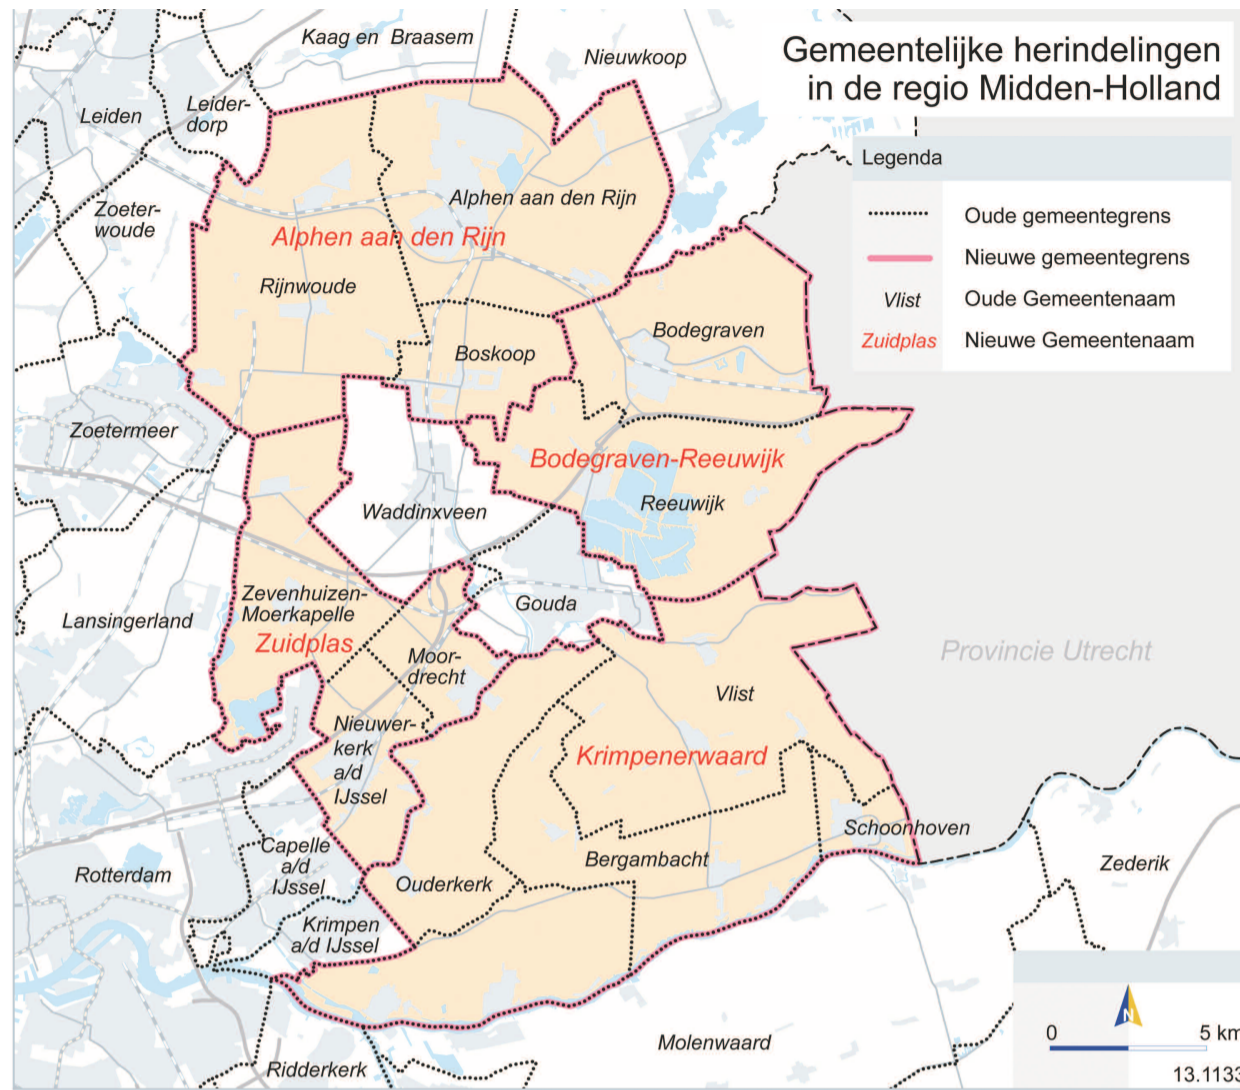 Gemeentelijke herindelingen
in de regio Midden-Holland
Legenda
Oude gemeentegrens
Nieuwe gemeentegrens
Vlist
Oude Gemeentenaam
Zuidplas
Nieuwe Gemeentenaam
Kaag en Braasem
Nieuwkoop
Leiden
Leider-
dorp
Zoeter-
woude
Alphen aan den Rijn
Alphen aan den Rijn
Rijnwoude
Bodegraven
Boskoop
Zoetermeer
Bodegraven-Reeuwijk
Reeuwijk
Waddinxveen
Zevenhuizen-
Moerkapelle
Gouda
Lansingerland
Zuidplas
Moor-
drecht
Provincie Utrecht
Vlist
Nieuwer-
kerk
a/d
IJssel
Krimpenerwaard
Schoonhoven
Capelle
a/d
IJssel
Bergambacht
Zederik
Rotterdam
Ouderkerk
Krimpen
a/d IJssel
Molenwaard
Ridderkerk
N
0
5 km
13.1133